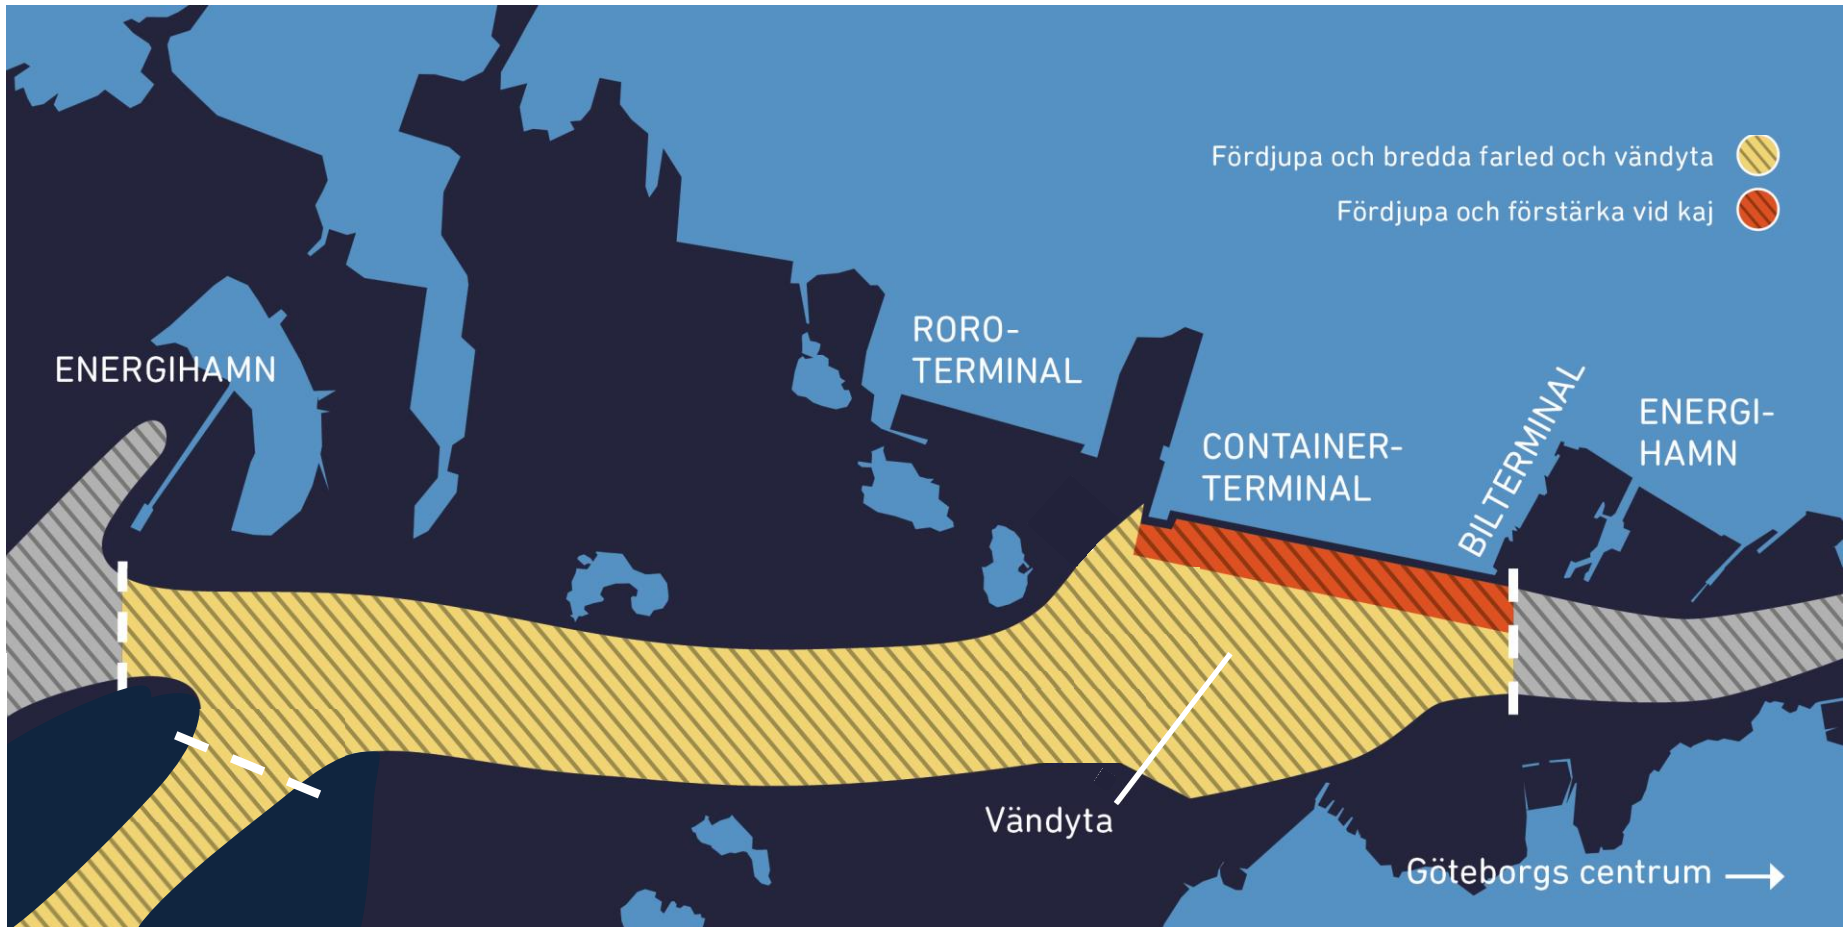 Fördjupa och bredda farled och vändyta
Fördjupa och förstärka vid kaj
ENERGIHAMN
RORO-
TERMINAL
CONTAINER-
TERMINAL
BILTERMINAL
ENERGI-
HAMN
Vändyta
Göteborgs centrum